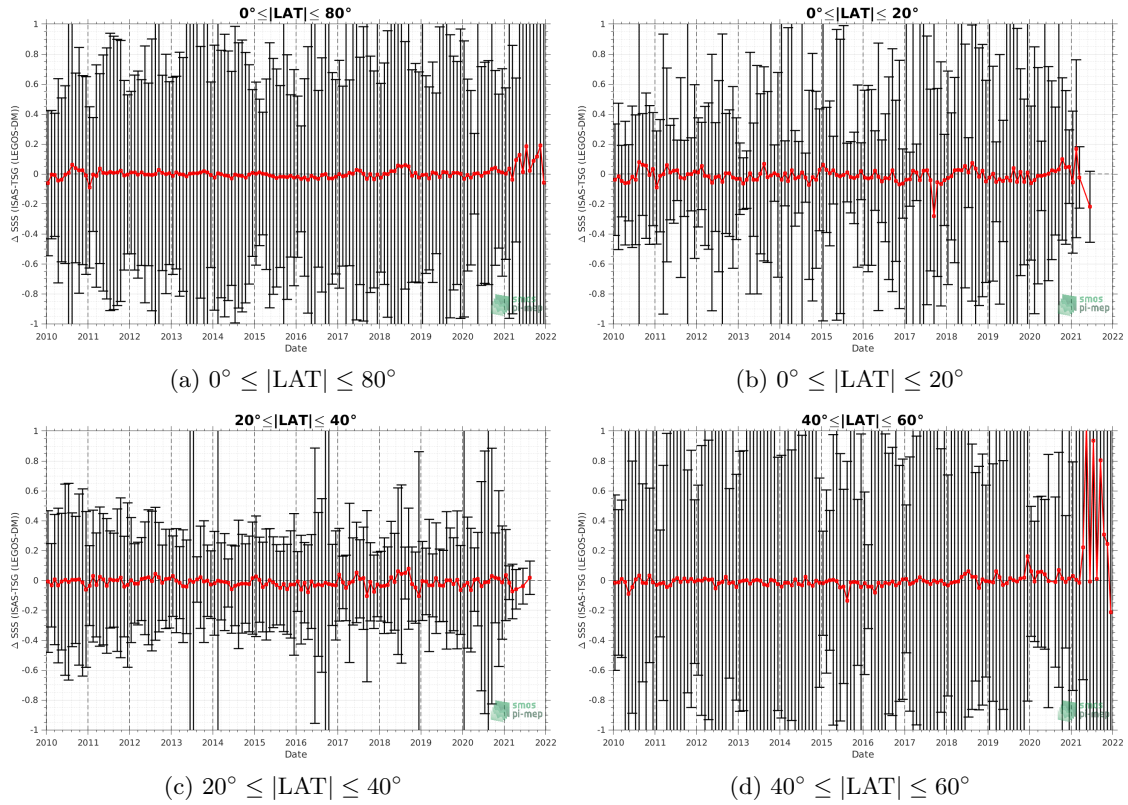 0°≤|LAT|≤ 80°
Δ SSS (ISAS-TSG (LEGOS-DM))
1
0.8
0.6
0.4
0.2
0
-0.2
-0.4
-0.6
-0.8
-1
2010 2011 2012 2013 2014 2015 2016 2017 2018 2019 2020 2021 2022
Date
smos
pi-mep
(a) 0° ≤ |LAT| ≤ 80°
0°≤|LAT|≤ 20°
Δ SSS (ISAS-TSG (LEGOS-DM))
1
0.8
0.6
0.4
0.2
0
-0.2
-0.4
-0.6
-0.8
-1
2010 2011 2012 2013 2014 2015 2016 2017 2018 2019 2020 2021 2022
Date
smos
pi-mep
(b) 0° ≤ |LAT| ≤ 20°
20°≤|LAT|≤ 40°
Δ SSS (ISAS-TSG (LEGOS-DM))
1
0.8
0.6
0.4
0.2
0
-0.2
-0.4
-0.6
-0.8
-1
2010 2011 2012 2013 2014 2015 2016 2017 2018 2019 2020 2021 2022
Date
smos
pi-mep
(c) 20° ≤ |LAT| ≤ 40°
40°≤|LAT|≤ 60°
Δ SSS (ISAS-TSG (LEGOS-DM))
1
0.8
0.6
0.4
0.2
0
-0.2
-0.4
-0.6
-0.8
-1
2010 2011 2012 2013 2014 2015 2016 2017 2018 2019 2020 2021 2022
Date
smos
pi-mep
(d) 40° ≤ |LAT| ≤ 60°